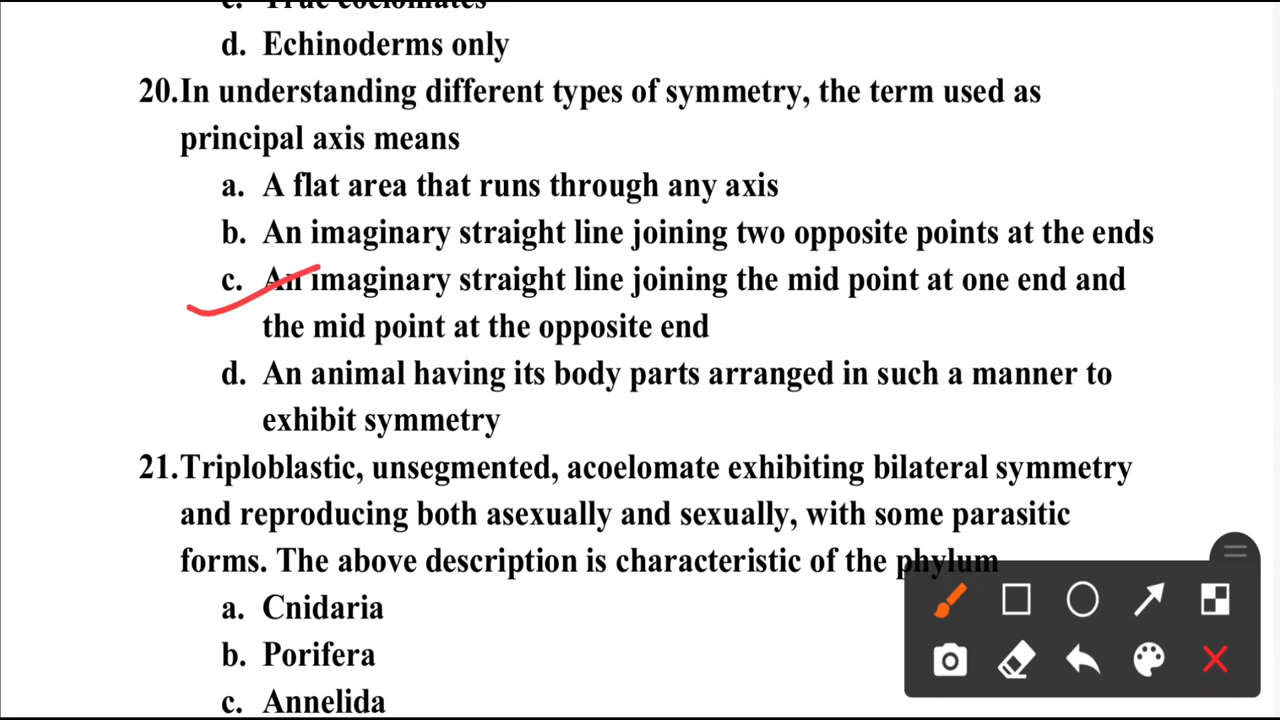 c. True coelomates
d. Echinoderms only
20.In understanding different types of symmetry, the term used as
principal axis means
a. A flat area that runs through any axis
b. An imaginary straight line joining two opposite points at the ends
c. An imaginary straight line joining the mid point at one end and
the mid point at the opposite end
d. An animal having its body parts arranged in such a manner to
exhibit symmetry
21.Triploblastic, unsegmented, acoelomate exhibiting bilateral symmetry
and reproducing both asexually and sexually, with some parasitic
forms. The above description is characteristic of the phylum
a. Cnidaria
b. Porifera
c. Annelida